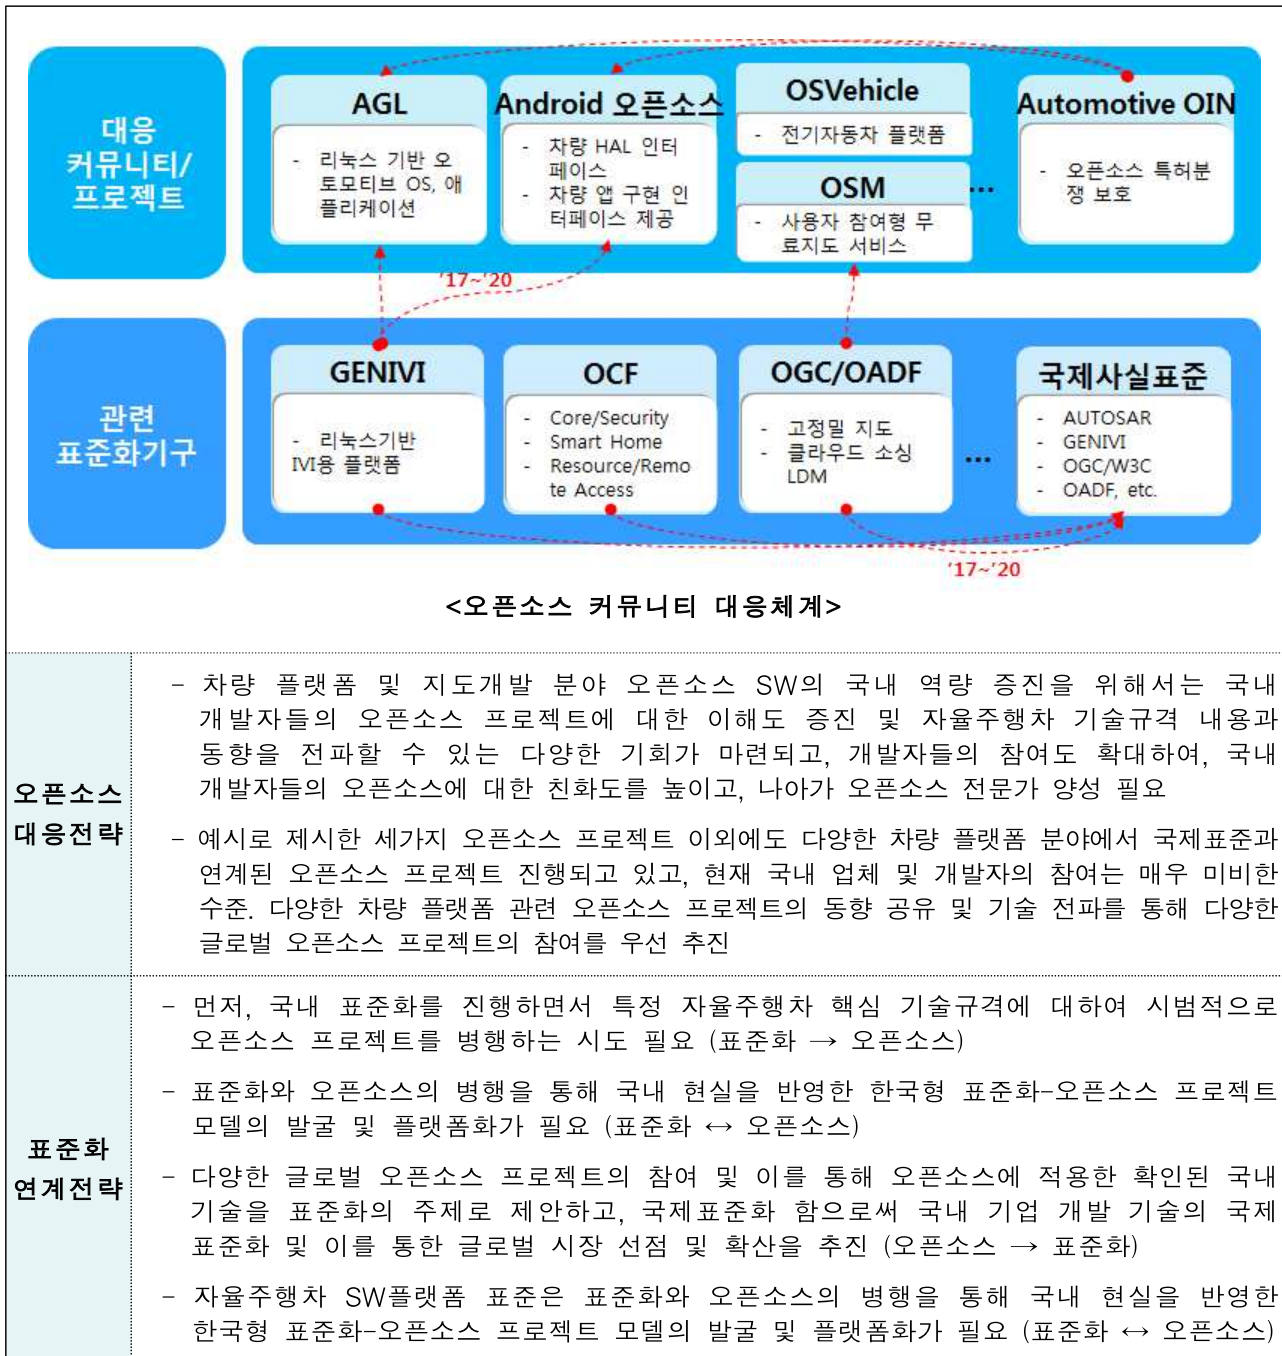 대응
커뮤니티/
프로젝트
AGL
- 리눅스 기반 오
토모티브 OS, 애
플리케이션
Android 오픈소스
- 차량 HAL 인터
페이스
- 차량 앱 구현 인
터페이스 제공
OSVehicle
- 전기자동차 플랫폼
OSM
- 사용자 참여형 무
료지도 서비스
...
Automotive OIN
- 오픈소스 특허분
쟁 보호
'17~'20
관련
표준화기구
GENIVI
- 리눅스기반
IVI용 플랫폼
OCF
- Core/Security
- Smart Home
- Resource/Remo
te Access
OGC/OADF
- 고정밀 지도
- 클라우드 소싱
LDM
...
국제사실표준
- AUTOSAR
- GENIVI
- OGC/W3C
- OADF, etc.
'17~'20
<오픈소스 커뮤니티 대응체계>
오픈소스
대응전략
- 차량 플랫폼 및 지도개발 분야 오픈소스 SW의 국내 역량 증진을 위해서는 국내
개발자들의 오픈소스 프로젝트에 대한 이해도 증진 및 자율주행차 기술규격 내용과
동향을 전파할 수 있는 다양한 기회가 마련되고, 개발자들의 참여도 확대하여, 국내
개발자들의 오픈소스에 대한 친화도를 높이고, 나아가 오픈소스 전문가 양성 필요
- 예시로 제시한 세가지 오픈소스 프로젝트 이외에도 다양한 차량 플랫폼 분야에서 국제표준과
연계된 오픈소스 프로젝트 진행되고 있고, 현재 국내 업체 및 개발자의 참여는 매우 미비한
수준. 다양한 차량 플랫폼 관련 오픈소스 프로젝트의 동향 공유 및 기술 전파를 통해 다양한
글로벌 오픈소스 프로젝트의 참여를 우선 추진
표준화
연계전략
- 먼저, 국내 표준화를 진행하면서 특정 자율주행차 핵심 기술규격에 대하여 시범적으로
오픈소스 프로젝트를 병행하는 시도 필요 (표준화 → 오픈소스)
- 표준화와 오픈소스의 병행을 통해 국내 현실을 반영한 한국형 표준화-오픈소스 프로젝트
모델의 발굴 및 플랫폼화가 필요 (표준화 ↔ 오픈소스)
- 다양한 글로벌 오픈소스 프로젝트의 참여 및 이를 통해 오픈소스에 적용한 확인된 국내
기술을 표준화의 주제로 제안하고, 국제표준화 함으로써 국내 기업 개발 기술의 국제
표준화 및 이를 통한 글로벌 시장 선점 및 확산을 추진 (오픈소스 → 표준화)
- 자율주행차 SW플랫폼 표준은 표준화와 오픈소스의 병행을 통해 국내 현실을 반영한
한국형 표준화-오픈소스 프로젝트 모델의 발굴 및 플랫폼화가 필요 (표준화 ↔ 오픈소스)